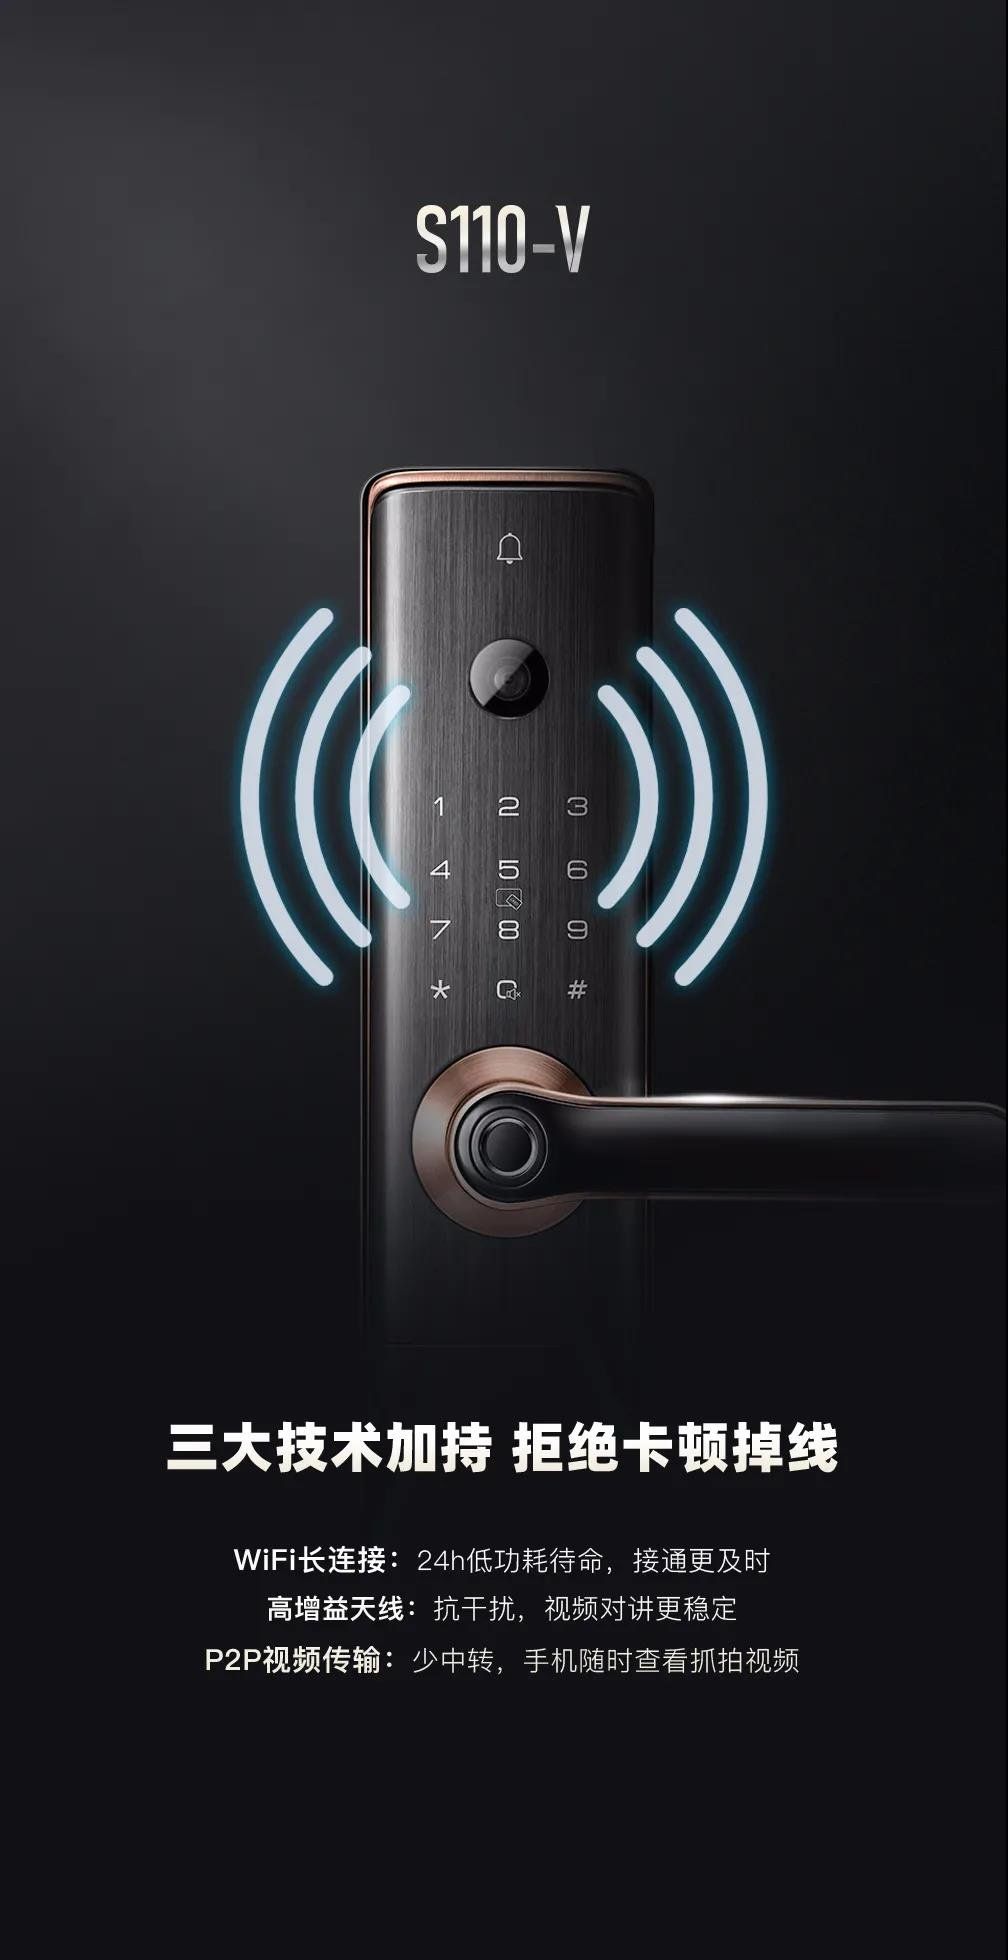 S110-V
1 2 3
4 5 6
7 8 9
* 0 #
三大技术加持 拒绝卡顿掉线
WiFi长连接：24h低功耗待命，接通更及时
高增益天线：抗干扰，视频对讲更稳定
P2P视频传输：少中转，手机随时查看抓拍视频